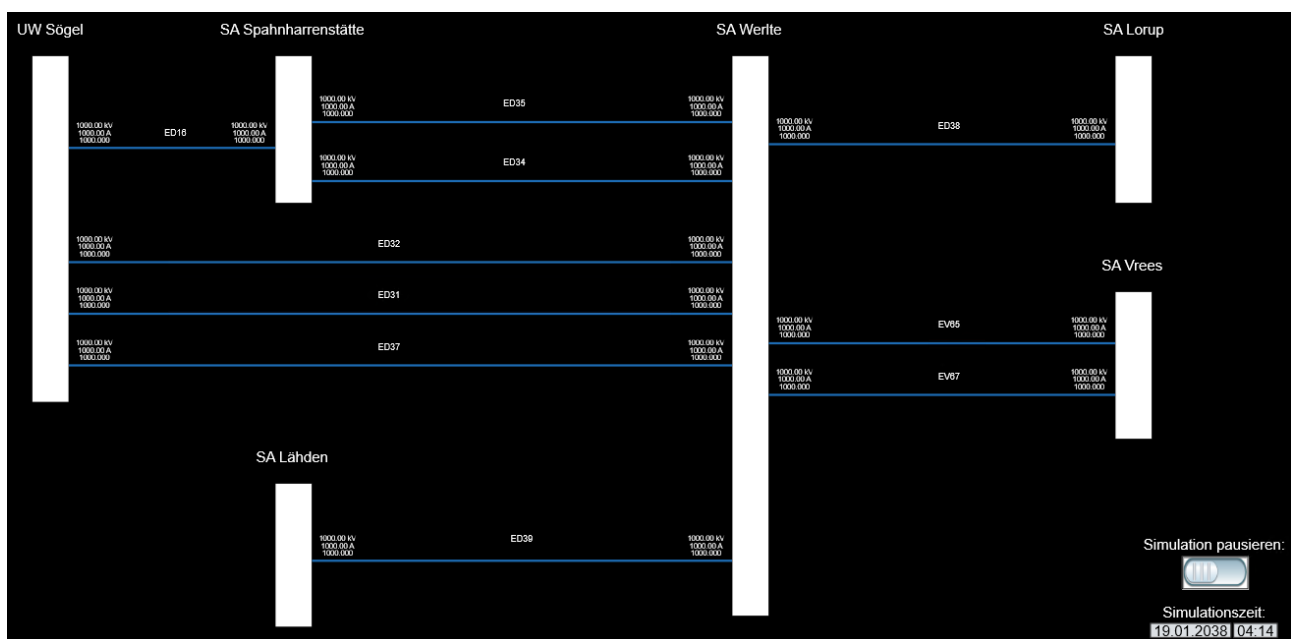 UW Sögel
SA Spahnharrenstätte
SA Werlte
SA Lorup
1000.00 kV
1000.00 A
1000.000
ED35
1000.00 kV
1000.00 A
1000.000
1000.00 kV
1000.00 A
1000.000
ED16
1000.00 kV
1000.00 A
1000.000
1000.00 kV
1000.00 A
1000.000
ED38
1000.00 kV
1000.00 A
1000.000
1000.00 kV
1000.00 A
1000.000
ED34
1000.00 kV
1000.00 A
1000.000
1000.00 kV
1000.00 A
1000.000
ED32
1000.00 kV
1000.00 A
1000.000
SA Vrees
1000.00 kV
1000.00 A
1000.000
ED31
1000.00 kV
1000.00 A
1000.000
1000.00 kV
1000.00 A
1000.000
EV65
1000.00 kV
1000.00 A
1000.000
1000.00 kV
1000.00 A
1000.000
ED37
1000.00 kV
1000.00 A
1000.000
1000.00 kV
1000.00 A
1000.000
EV67
1000.00 kV
1000.00 A
1000.000
SA Lähden
1000.00 kV
1000.00 A
1000.000
ED39
1000.00 kV
1000.00 A
1000.000
Simulation pausieren:
Simulationszeit:
19.01.2038 04:14